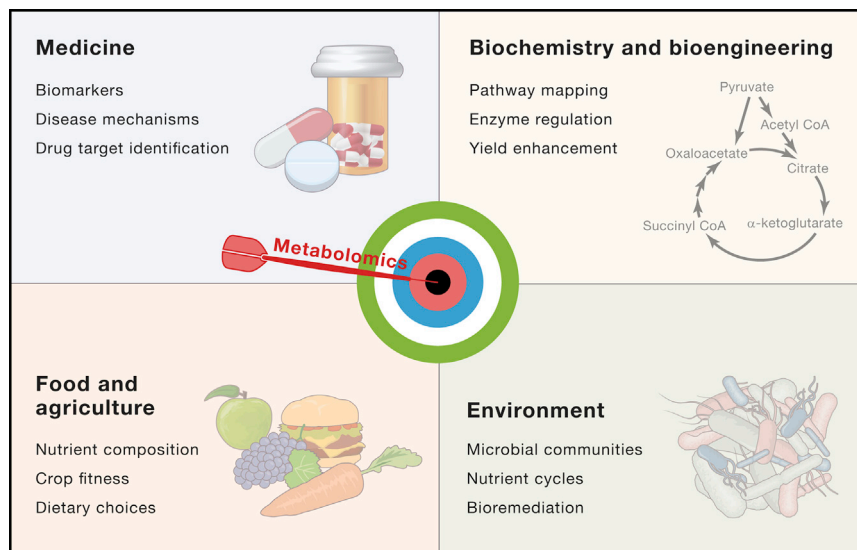 Medicine
Biomarkers
Disease mechanisms
Drug target identification
Biochemistry and bioengineering
Pathway mapping
Enzyme regulation
Yield enhancement
Pyruvate
Acetyl CoA
Oxaloacetate
Citrate
Succinyl CoA
α-ketoglutarate
Metabolomics
Food and
agriculture
Nutrient composition
Crop fitness
Dietary choices
Environment
Microbial communities
Nutrient cycles
Bioremediation